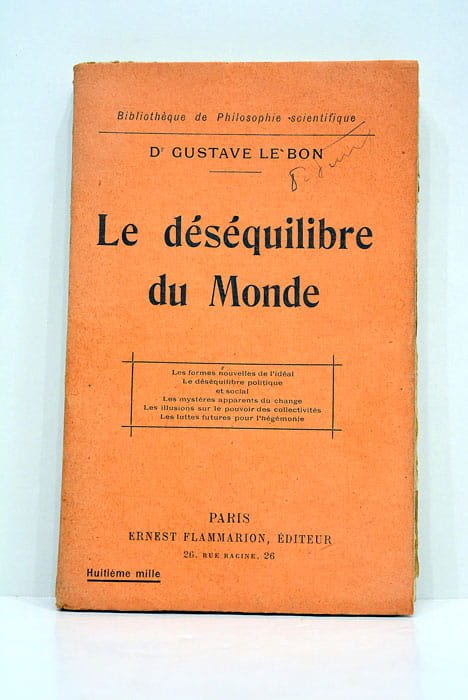 Bibliothèque de Philosophie scientifique
Dr GUSTAVE LE BON
Le déséquilibre
du Monde
Les formes nouvelles de l'idéal
Le déséquilibre politique
et social
Les mystères apparents du change
Les illusions sur le pouvoir des collectivités
Les luttes futures pour l'hégémonie
PARIS
ERNEST FLAMMARION, ÉDITEUR
26, RUE RACINE, 26
Huitième mille